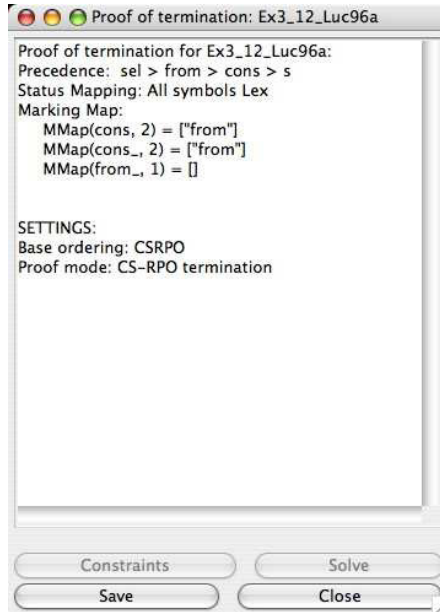 Proof of termination: Ex3_12_Luc96a
Proof of termination for Ex3_12_Luc96a:
Precedence: sel > from > cons > s
Status Mapping: All symbols Lex
Marking Map:
MMap(cons, 2) = ["from"]
MMap(cons_, 2) = ["from"]
MMap(from_, 1) = []
SETTINGS:
Base ordering: CSRPO
Proof mode: CS-RPO termination
Constraints Solve
Save Close